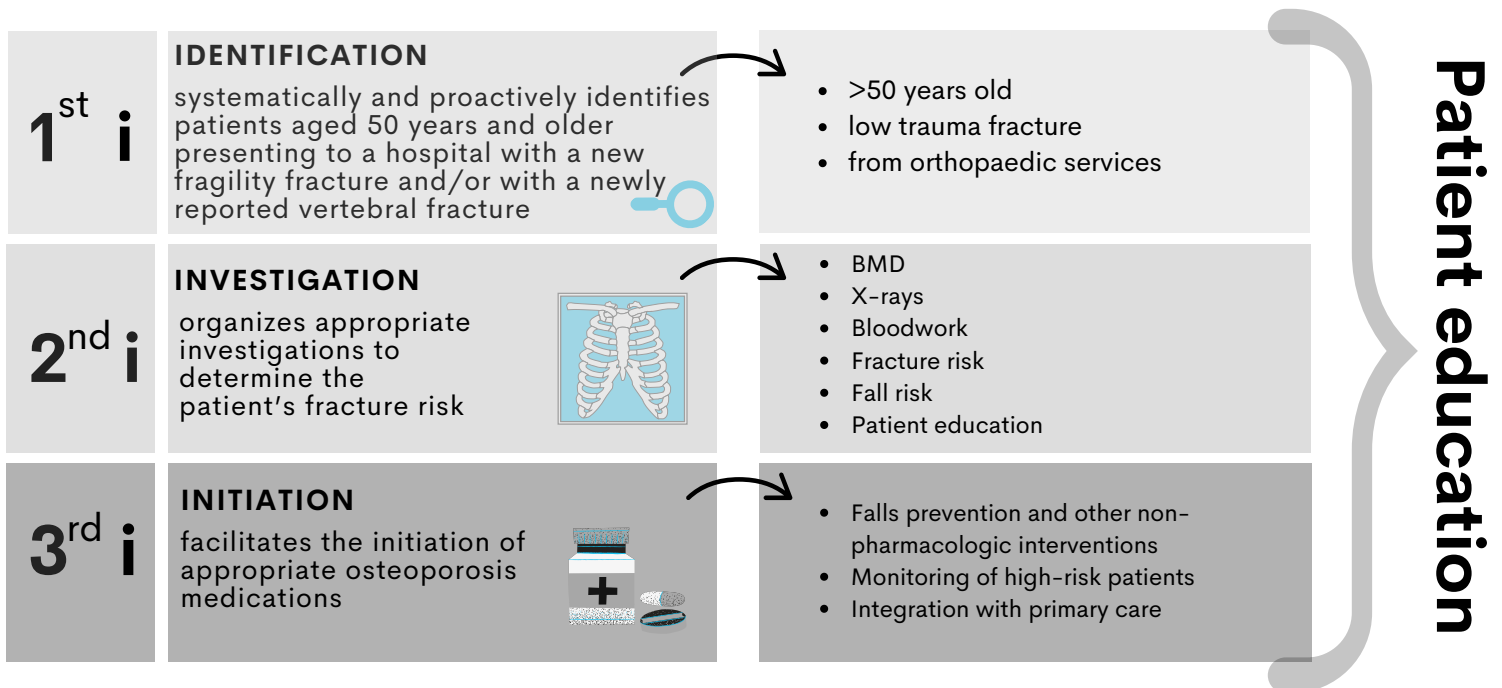 1st i
IDENTIFICATION
systematically and proactively identifies
patients aged 50 years and older
presenting to a hospital with a new
fragility fracture and/or with a newly
reported vertebral fracture
• >50 years old
• low trauma fracture
• from orthopaedic services
2nd i
INVESTIGATION
organizes appropriate
investigations to
determine the
patient's fracture risk
• BMD
• X-rays
• Bloodwork
• Fracture risk
• Fall risk
• Patient education
3rd i
INITIATION
facilitates the initiation of
appropriate osteoporosis
medications
• Falls prevention and other non-
pharmacologic interventions
• Monitoring of high-risk patients
• Integration with primary care
Patient education